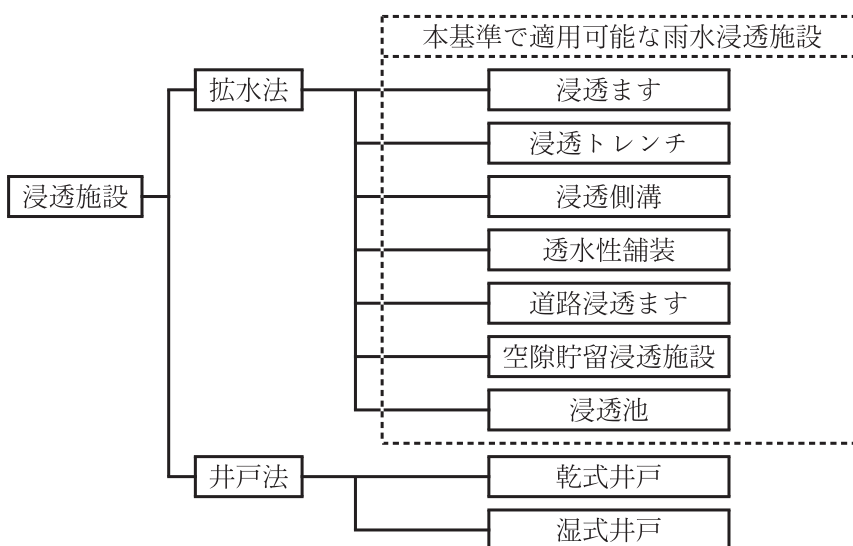 本基準で適用可能な雨水浸透施設
拡水法
浸透ます
浸透トレンチ
浸透施設
浸透側溝
透水性舗装
道路浸透ます
空隙貯留浸透施設
浸透池
井戸法
乾式井戸
湿式井戸